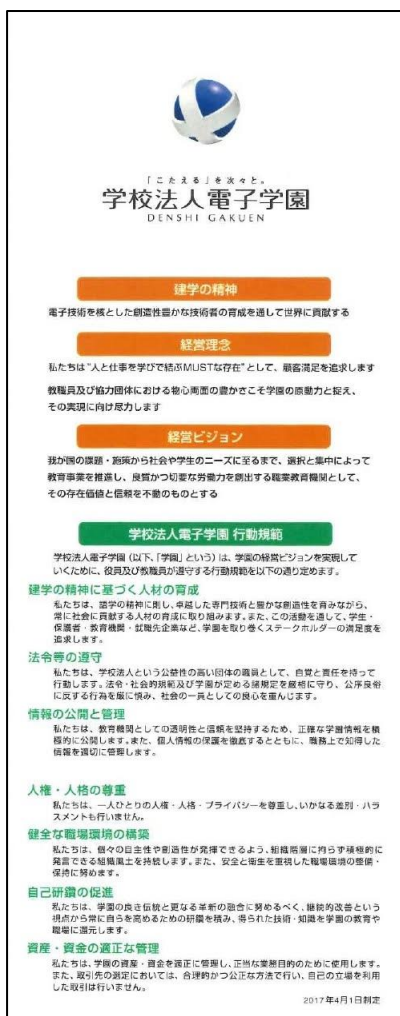 「こたえる」を次々と。
学校法人電子学園
DENSHI GAKUEN
建学の精神
電子技術を核とした創造性豊かな技術者の育成を通して世界に貢献する
経営理念
私たちは"人と仕事を学びで結ぶMUSTな存在"として、顧客満足を追求します
教職員及び協力団体における物心両面の豊かさこそ学園の原動力と捉え、
その実現に向け尽力します
経営ビジョン
我が国の課題・施策から社会や学生のニーズに至るまで、選択と集中によって
教育事業を推進し、良質かつ切要な労働力を創出する職業教育機関として、
その存在価値と信頼を不動のものとする
学校法人電子学園 行動規範
学校法人電子学園（以下、「学園」という）は、学園の経営ビジョンを実現して
いくために、役員及び教職員が遵守する行動規範を以下の通り定めます。
建学の精神に基づく人材の育成
私たちは、建学の精神に則し、卓越した専門技術と豊かな創造性を育みながら、
常に社会に貢献する人材の育成に取り組みます。また、この活動を通して、学生・
保護者・教育機関・就職先企業など、学園を取り巻くステークホルダーの満足度を
追求します。
法令等の遵守
私たちは、学校法人という公益性の高い団体の職員として、自覚と責任を持って
行動します。法令・社会的規範及び学園が定める諸規定を厳格に守り、公序良俗
に反する行為を厳に慎み、社会の一員としての良心を重んじます。
情報の公開と管理
私たちは、教育機関としての透明性と信頼を堅持するため、正確な学園情報を積
極的に公開します。また、個人情報の保護を徹底するとともに、職務上で知得した
情報を適切に管理します。
人権・人格の尊重
私たちは、一人ひとりの人権・人格・プライバシーを尊重し、いかなる差別・ハラ
スメントも行いません。
健全な職場環境の構築
私たちは、個々の自主性や創造性が発揮できるよう、組織階層に拘らず積極的に
発言できる組織風土を持続します。また、安全と衛生を重視した職場環境の整備・
保持に努めます。
自己研鑽の促進
私たちは、学園の良き伝統と更なる革新の融合に努めるべく、継続的改善という
視点から常に自らを高めるための研鑽を積み、得られた技術・知識を学園の教育や
職場に還元します。
資産・資金の適正な管理
私たちは、学園の資産・資金を適正に管理し、正当な業務目的のために使用します。
また、取引先の選定においては、合理的かつ公正な方法で行い、自己の立場を利用
した取引は行いません。
2017年4月1日制定